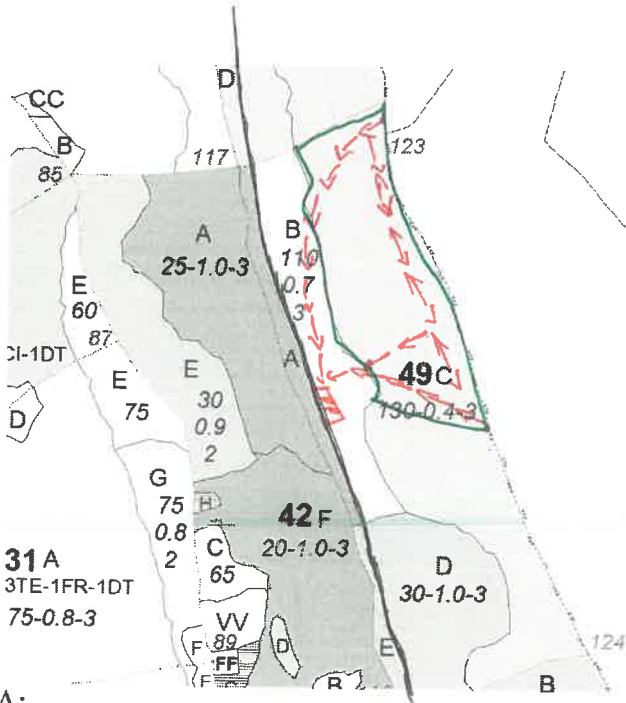 D
CC
B
85
117
123
A
25-1.0-3
B
110
0.7
3
E
60
87
CI-1DT
E
75
E
30
0.9
2
A
49 C
130-0.4-3
D
G
75
0.8
2
H
42 F
20-1.0-3
31 A
3TE-1FR-1DT
75-0.8-3
C
65
D
30-1.0-3
VV
89
F
FF
F
D
E
B
B
124
A: